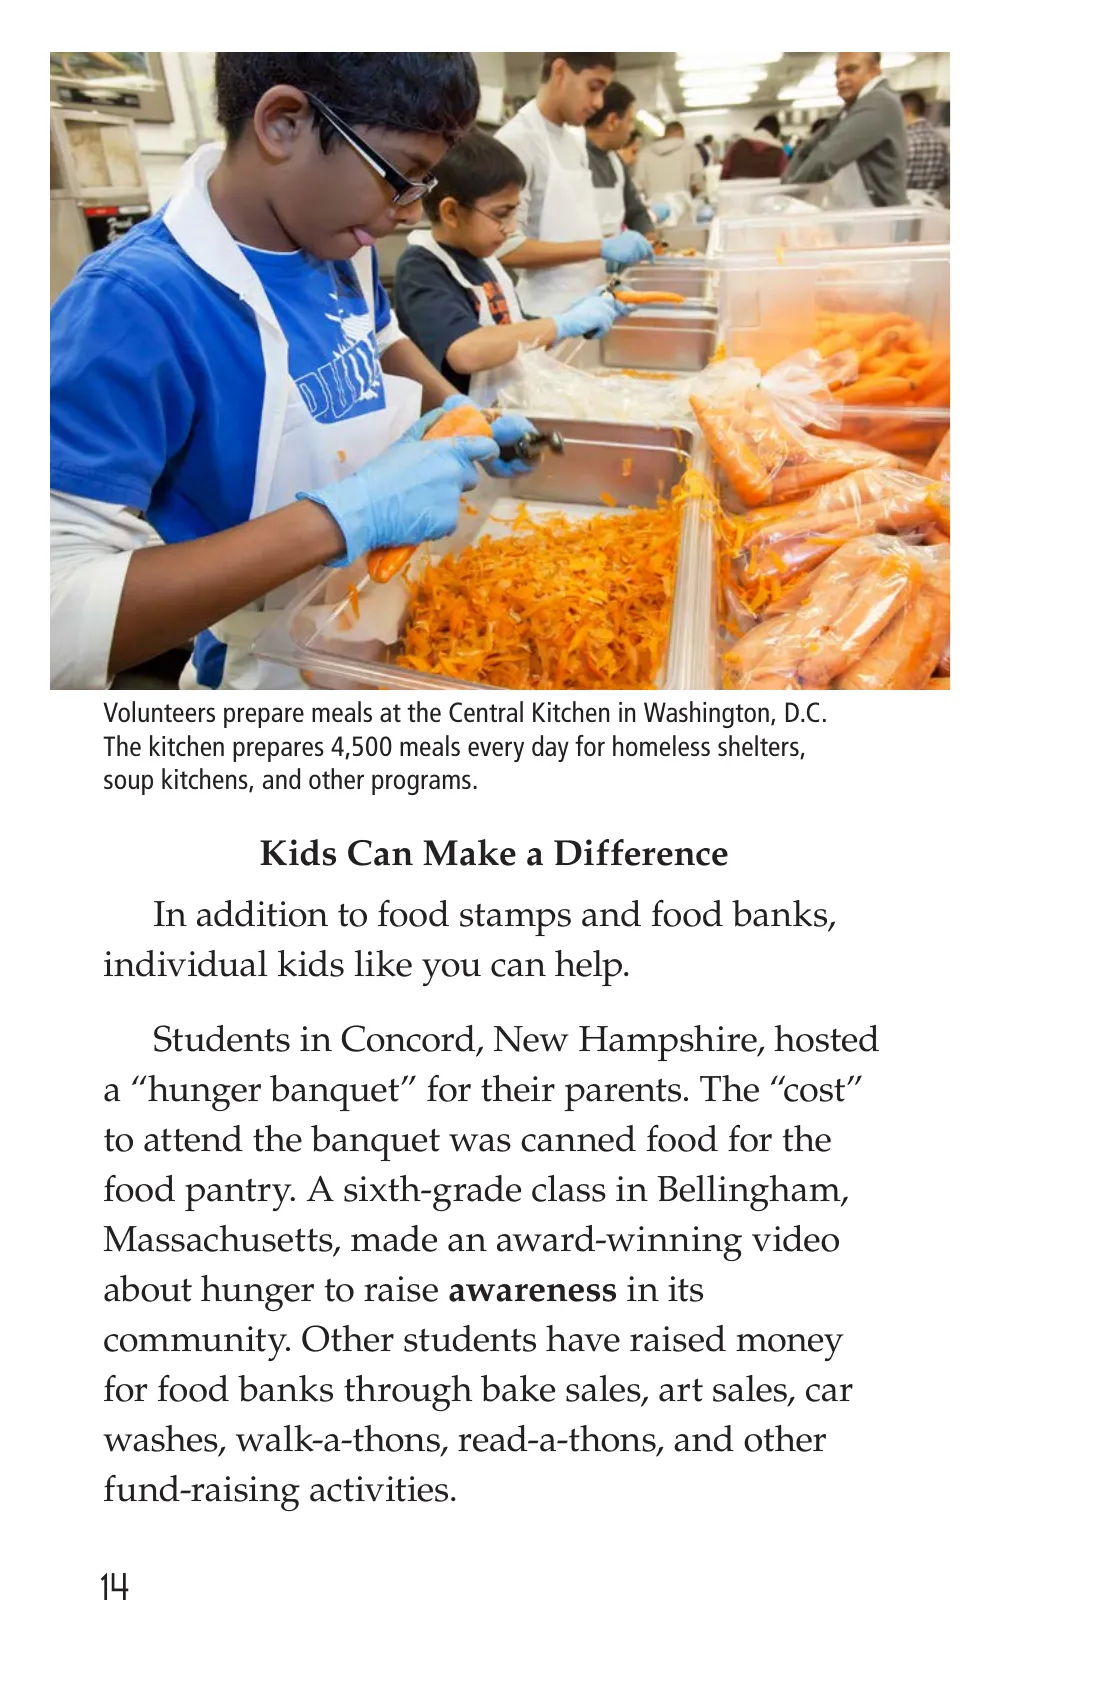 Volunteers prepare meals at the Central Kitchen in Washington, D.C.
The kitchen prepares 4,500 meals every day for homeless shelters,
soup kitchens, and other programs.
Kids Can Make a Difference
In addition to food stamps and food banks,
individual kids like you can help.
Students in Concord, New Hampshire, hosted
a “hunger banquet” for their parents. The “cost”
to attend the banquet was canned food for the
food pantry. A sixth-grade class in Bellingham,
Massachusetts, made an award-winning video
about hunger to raise awareness in its
community. Other students have raised money
for food banks through bake sales, art sales, car
washes, walk-a-thons, read-a-thons, and other
fund-raising activities.
14